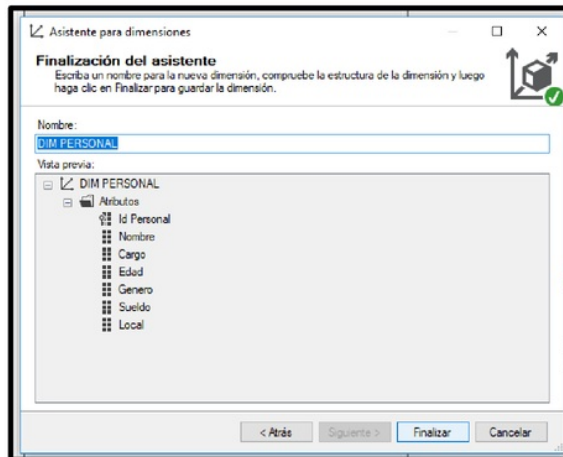 Asistente para dimensiones
Finalización del asistente
Escriba un nombre para la nueva dimensión, compruebe la estructura de la dimensión y luego
haga clic en Finalizar para guardar la dimensión.
Nombre:
DIM PERSONAL
Vista previa:
DIM PERSONAL
Atributos
Id Personal
Nombre
Cargo
Edad
Genero
Sueldo
Local
< Atrás
Siguiente >
Finalizar
Cancelar